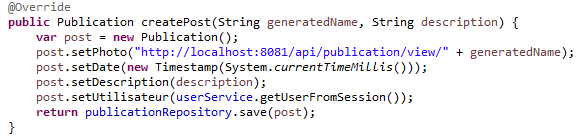 @Override
public Publication createPost(String generatedName, String description) {
    var post = new Publication();
    post.setPhoto("http://localhost:8081/api/publication/view/" + generatedName);
    post.setDate(new Timestamp(System.currentTimeMillis()));
    post.setDescription(description);
    post.setUtilisateur(userService.getUserFromSession());
    return publicationRepository.save(post);
}